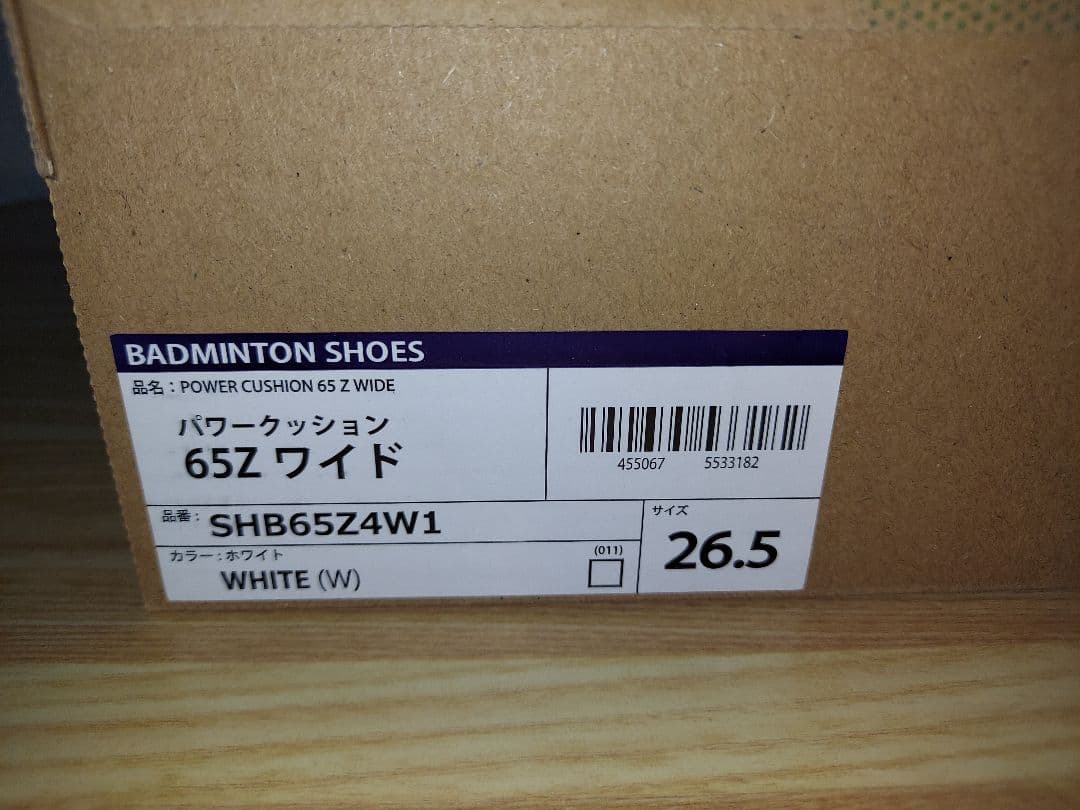 BADMINTON SHOES
品名：POWER CUSHION 65 Z WIDE
パワークッション
65Z ワイド
455067 5533182
品番：SHB65Z4W1
サイズ
26.5
カラー：ホワイト
(011)
WHITE (W)